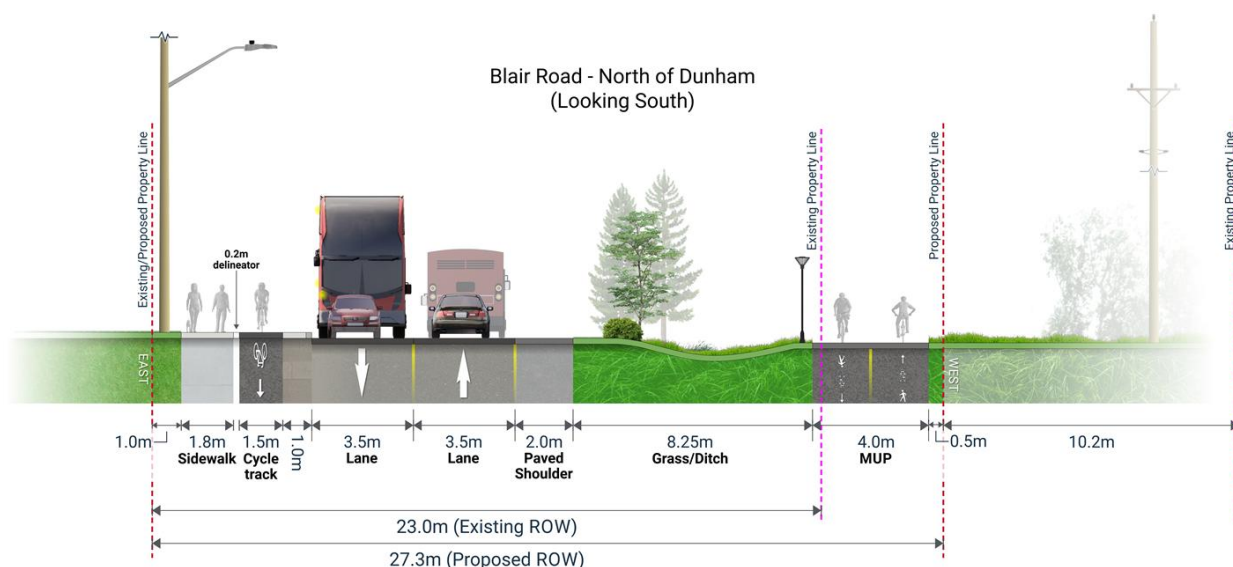 Blair Road - North of Dunham
(Looking South)
Existing/Proposed Property Line
0.2m
delineator
Existing Property Line
Proposed Property Line
Existing Property Line
EAST
WEST
1.0m
1.8m
Sidewalk
1.5m
Cycle
track
1.0m
3.5m
Lane
3.5m
Lane
2.0m
Paved
Shoulder
8.25m
Grass/Ditch
4.0m
MUP
0.5m
10.2m
23.0m (Existing ROW)
27.3m (Proposed ROW)